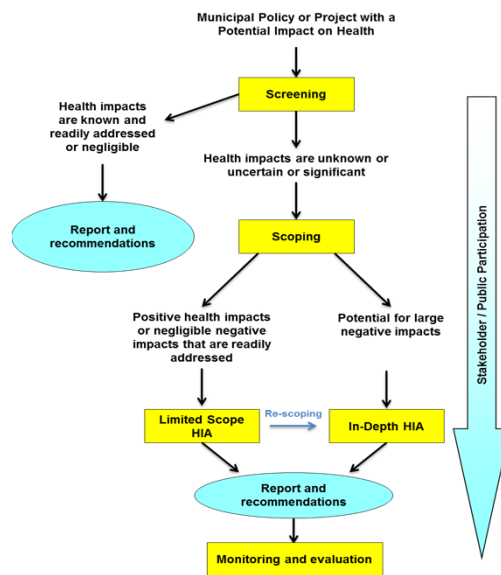 Municipal Policy or Project with a
Potential Impact on Health
Screening
Health impacts
are known and
readily addressed
or negligible
Health impacts are unknown or
uncertain or significant
Report and
recommendations
Scoping
Positive health impacts
or negligible negative
impacts that are readily
addressed
Potential for large
negative impacts
Limited Scope
HIA
Re-scoping
In-Depth HIA
Report and
recommendations
Monitoring and evaluation
Stakeholder / Public Participation